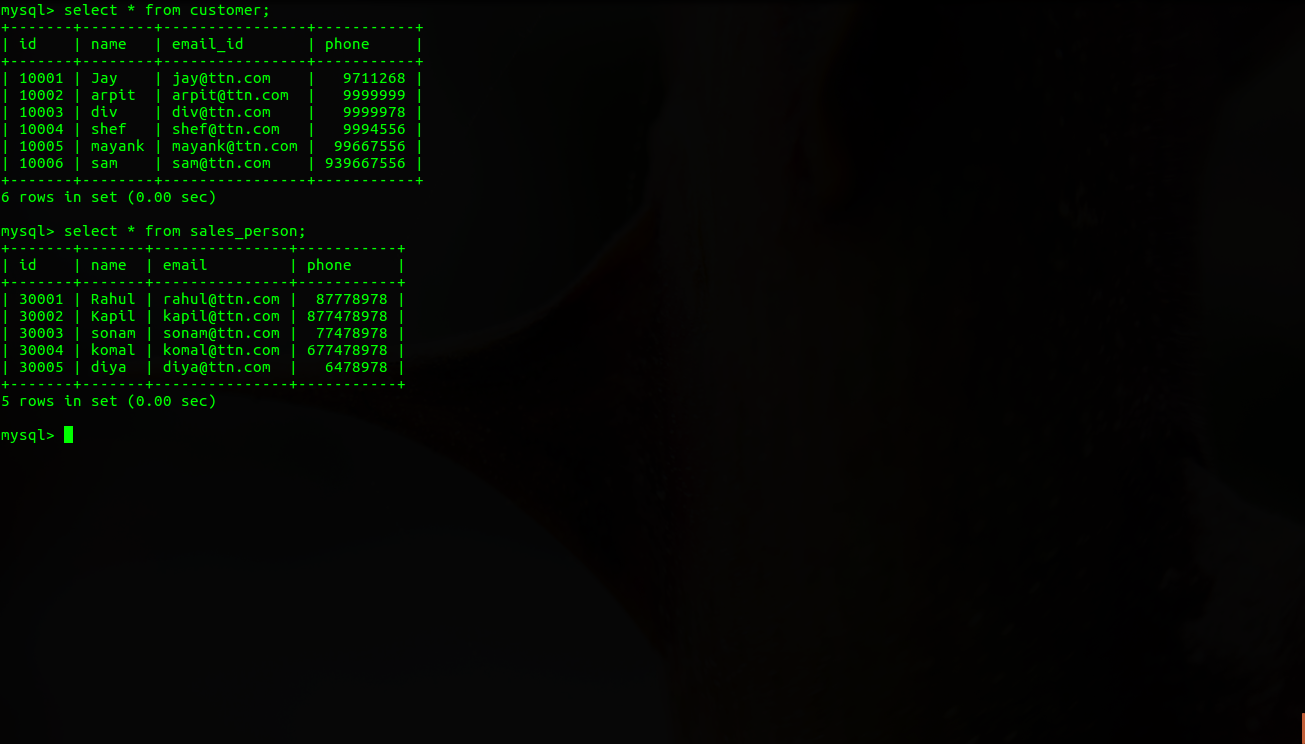 mysql> select * from customer;
+-------+--------+----------------+-----------+
| id    | name   | email_id       | phone     |
+-------+--------+----------------+-----------+
| 10001 | Jay    | jay@ttn.com    |   9711268 |
| 10002 | arpit  | arpit@ttn.com  |   9999999 |
| 10003 | div    | div@ttn.com    |   9999978 |
| 10004 | shef   | shef@ttn.com   |   9994556 |
| 10005 | mayank | mayank@ttn.com |  99667556 |
| 10006 | sam    | sam@ttn.com    | 939667556 |
+-------+--------+----------------+-----------+
6 rows in set (0.00 sec)

mysql> select * from sales_person;
+-------+-------+---------------+-----------+
| id    | name  | email         | phone     |
+-------+-------+---------------+-----------+
| 30001 | Rahul | rahul@ttn.com |  87778978 |
| 30002 | Kapil | kapil@ttn.com | 877478978 |
| 30003 | sonam | sonam@ttn.com |  77478978 |
| 30004 | komal | komal@ttn.com | 677478978 |
| 30005 | diya  | diya@ttn.com  |   6478978 |
+-------+-------+---------------+-----------+
5 rows in set (0.00 sec)

mysql>